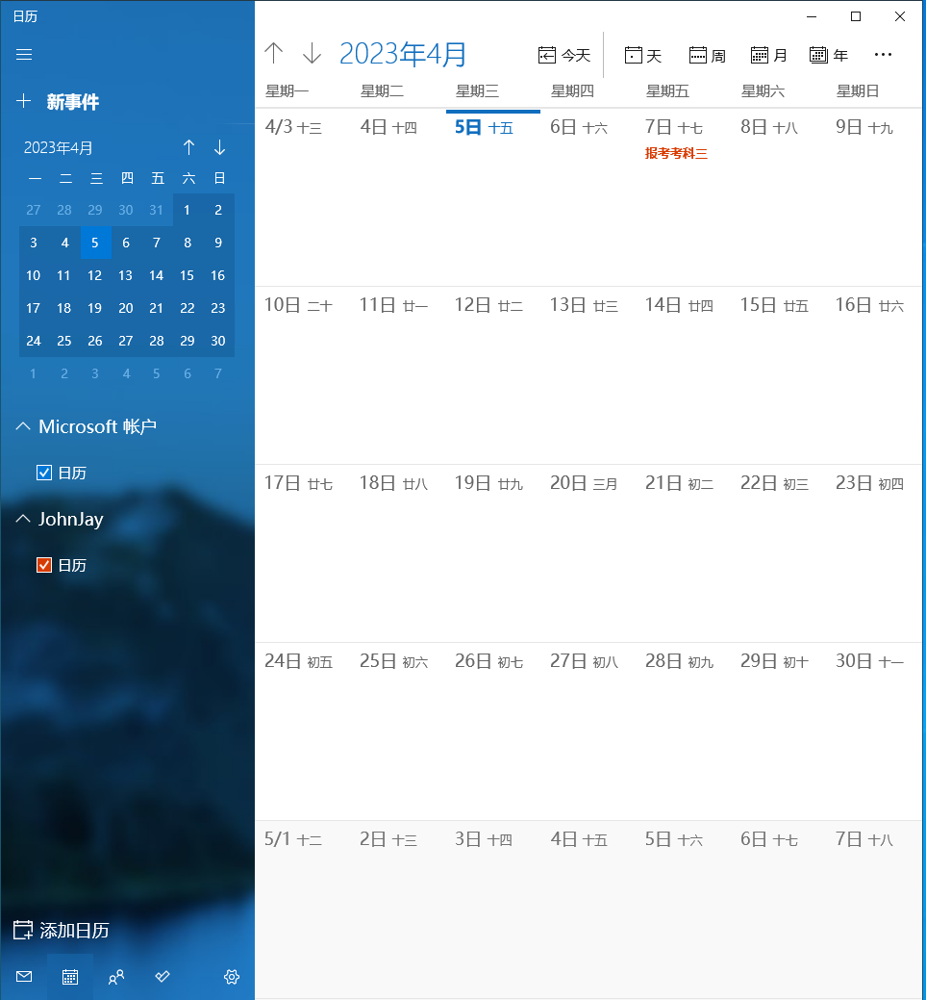 日历
新事件
2023年4月
一 二 三 四 五 六 日
27 28 29 30 31 1 2
3 4 5 6 7 8 9
10 11 12 13 14 15 16
17 18 19 20 21 22 23
24 25 26 27 28 29 30
1 2 3 4 5 6 7
Microsoft 帐户
日历
JohnJay
日历
添加日历
2023年4月 今天 天 周 月 年
星期一 星期二 星期三 星期四 星期五 星期六 星期日
4/3 十三 4日 十四 5日 十五 6日 十六 7日 十七 8日 十八 9日 十九
报考考科三
10日 二十 11日 廿一 12日 廿二 13日 廿三 14日 廿四 15日 廿五 16日 廿六
17日 廿七 18日 廿八 19日 廿九 20日 三月 21日 初二 22日 初三 23日 初四
24日 初五 25日 初六 26日 初七 27日 初八 28日 初九 29日 初十 30日 十一
5/1 十二 2日 十三 3日 十四 4日 十五 5日 十六 6日 十七 7日 十八